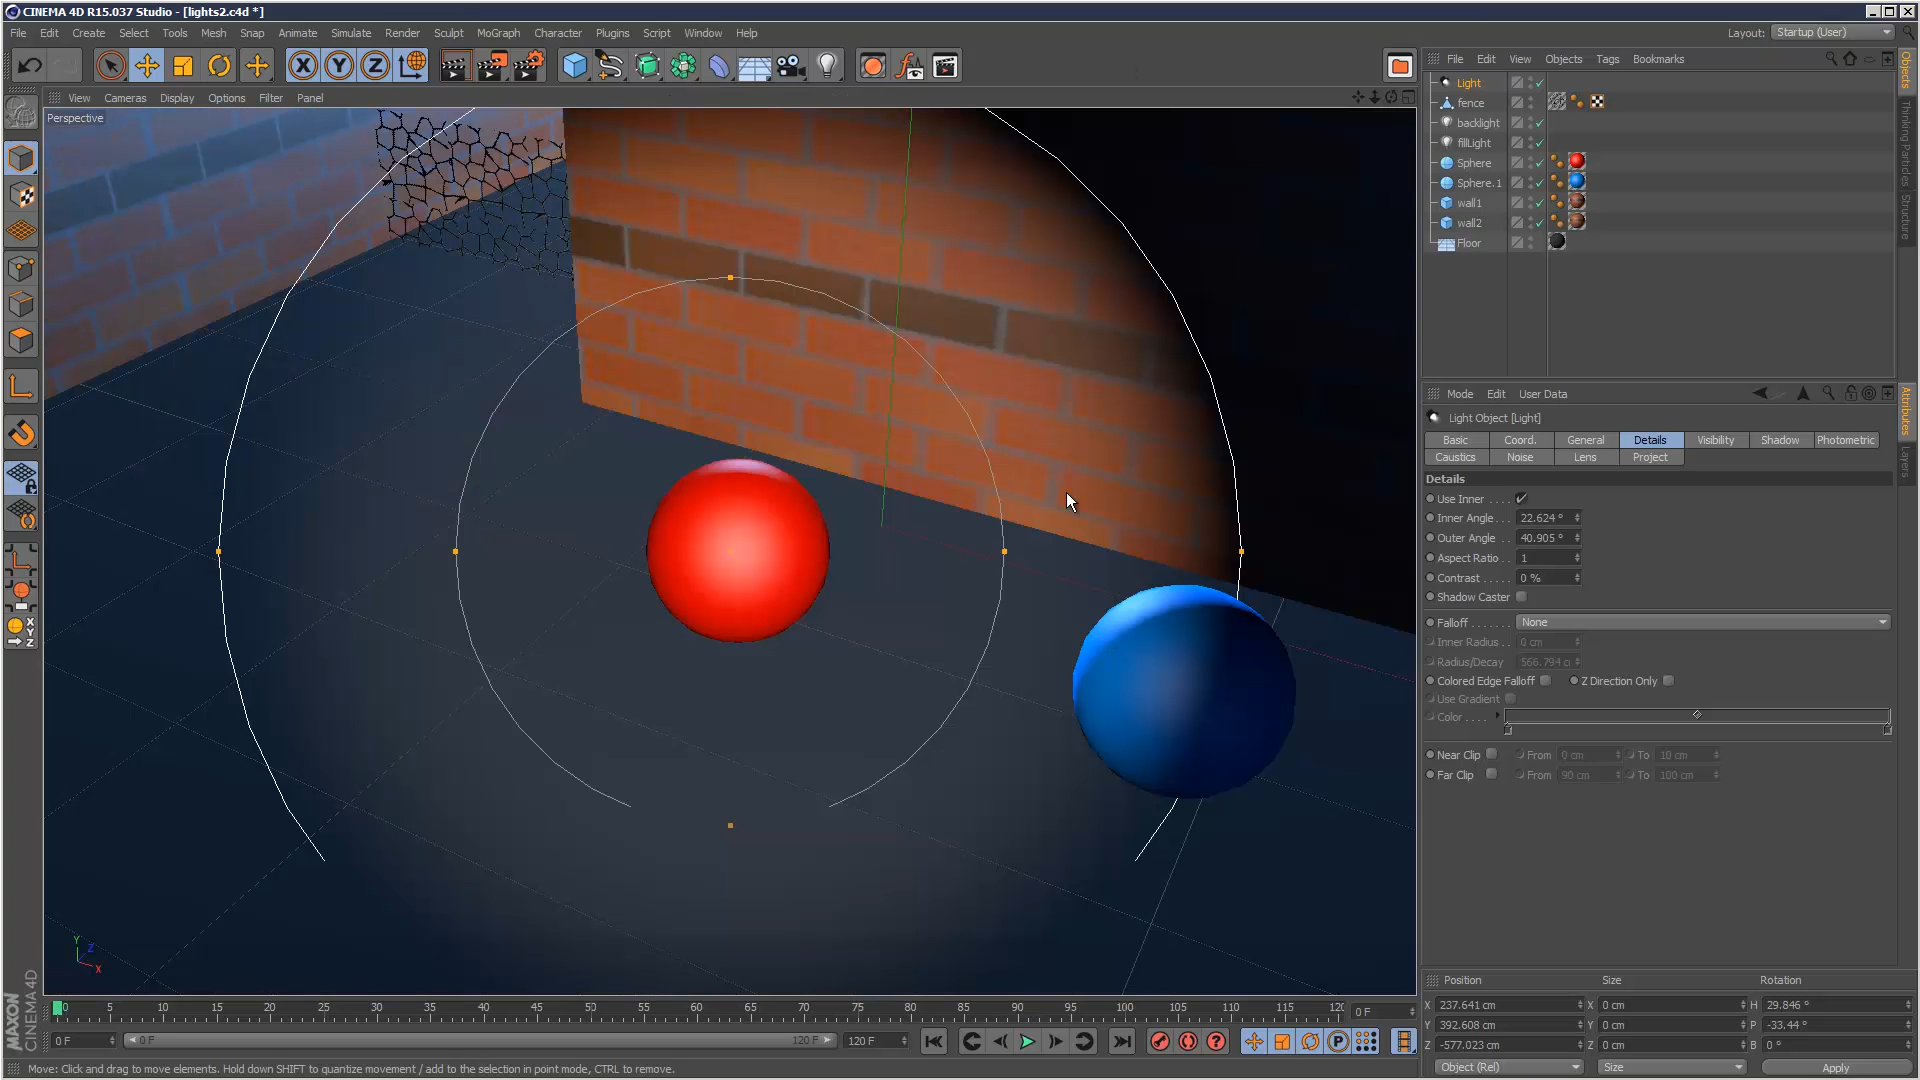 CINEMA 4D R15.037 Studio - [lights2.c4d *]
File Edit Create Select Tools Mesh Snap Animate Simulate Render Sculpt MoGraph Character Plugins Script Window Help
Layout: Startup (User)
View Cameras Display Options Filter Panel
Perspective
File Edit View Objects Tags Bookmarks
Light
fence
backlight
fillLight
Sphere
Sphere.1
wall1
wall2
Floor
Objects
Thinking Particles
Structure
Mode Edit User Data
Light Object [Light]
Basic Coord. General Details Visibility Shadow Photometric
Caustics Noise Lens Project
Details
Use Inner . . . .
Inner Angle . . . 22.624 °
Outer Angle . . 40.905 °
Aspect Ratio . . 1
Contrast . . . . . 0 %
Shadow Caster
Falloff . . . . . . . None
Inner Radius . . 0 cm
Radius/Decay 566.794 c
Colored Edge Falloff Z Direction Only
Use Gradient
Color . . . .
Near Clip From 0 cm To 10 cm
Far Clip From 90 cm To 100 cm
Attributes
Layers
Y Z X
0 5 10 15 20 25 30 35 40 45 50 55 60 65 70 75 80 85 90 95 100 105 110 115 12 0 F
0 F 0 F 120 F 120 F
Position Size Rotation
X 237.641 cm X 0 cm H 29.846 °
Y 392.608 cm Y 0 cm P -33.44 °
Z -577.023 cm Z 0 cm B 0 °
Object (Rel) Size Apply
MAXON
CINEMA 4D
Move: Click and drag to move elements. Hold down SHIFT to quantize movement / add to the selection in point mode, CTRL to remove.